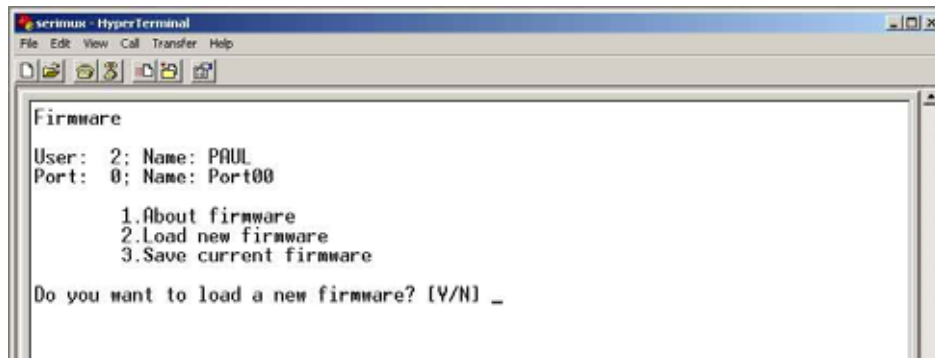 serimux - HyperTerminal
File Edit View Call Transfer Help
Firmware
User: 2; Name: PAUL
Port: 0; Name: Port00
1.About firmware
2.Load new firmware
3.Save current firmware
Do you want to load a new firmware? [Y/N] _